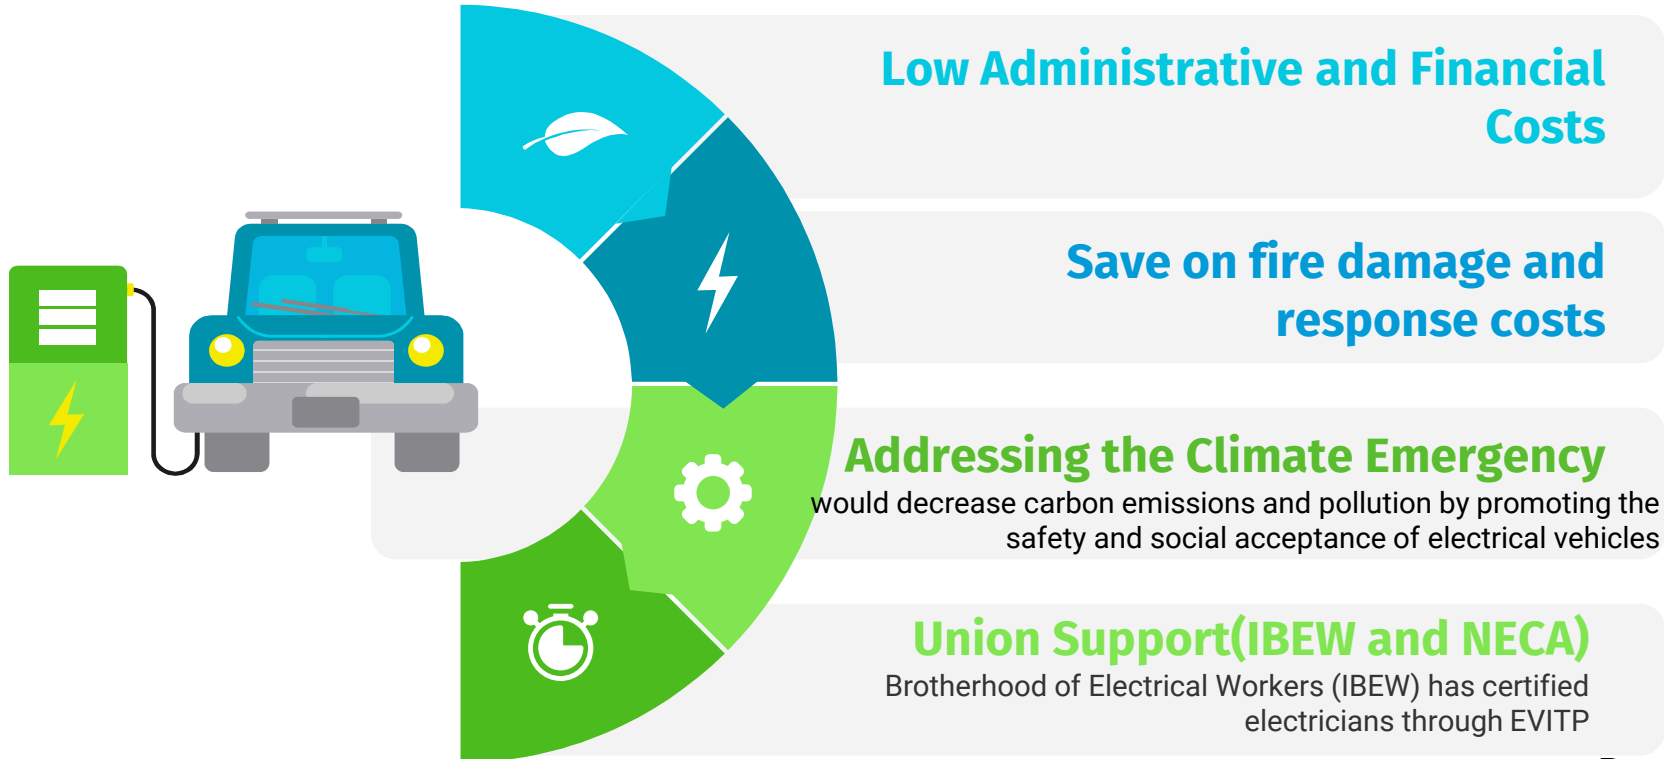 Low Administrative and Financial
Costs
Save on fire damage and
response costs
Addressing the Climate Emergency
would decrease carbon emissions and pollution by promoting the
safety and social acceptance of electrical vehicles
Union Support(IBEW and NECA)
Brotherhood of Electrical Workers (IBEW) has certified
electricians through EVITP